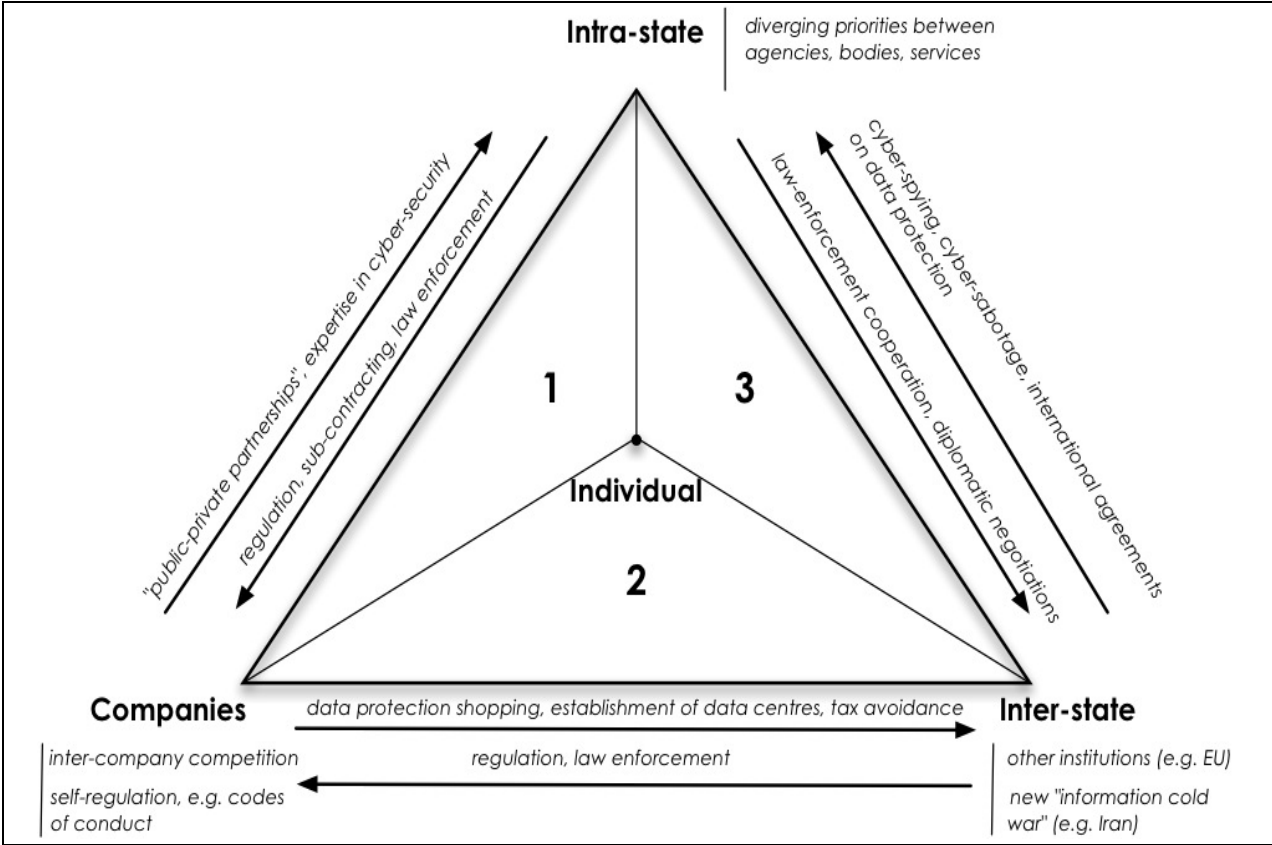 Intra-state
diverging priorities between
agencies, bodies, services
"public-private partnerships", expertise in cyber-security
regulation, sub-contracting, law enforcement
law-enforcement cooperation, diplomatic negotiations
cyber-spying, cyber-sabotage, international agreements
on data protection
1
3
Individual
2
Companies
data protection shopping, establishment of data centres, tax avoidance
Inter-state
inter-company competition
self-regulation, e.g. codes
of conduct
regulation, law enforcement
other institutions (e.g. EU)
new "information cold
war" (e.g. Iran)